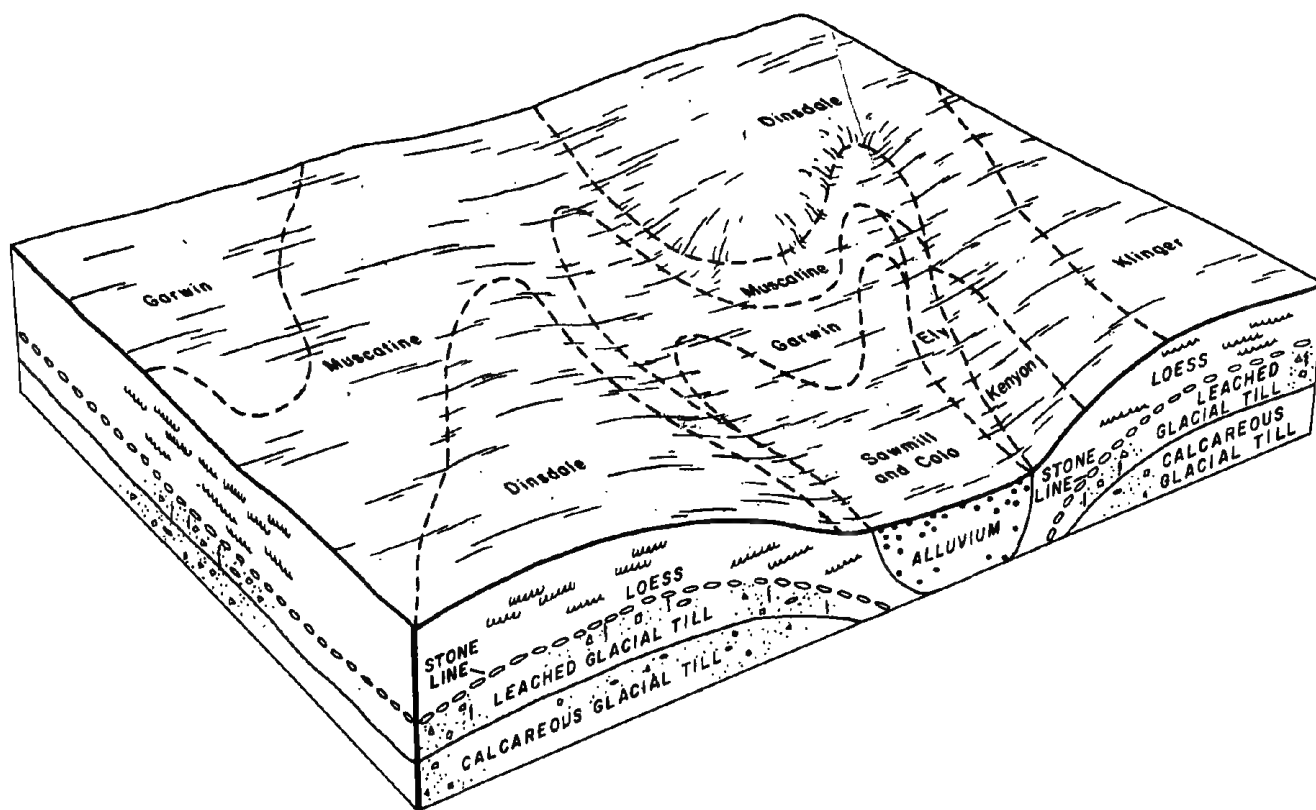 Dinsdale
Garwin
Muscatine
Muscatine
Klinger
Garwin
Ely
Kenyon
Dinsdale
Sawmill
and Colo
LOESS
LEACHED
GLACIAL TILL
CALCAREOUS
GLACIAL TILL
STONE
LINE
ALLUVIUM
LOESS
STONE
LINE
LEACHED GLACIAL TILL
CALCAREOUS GLACIAL TILL